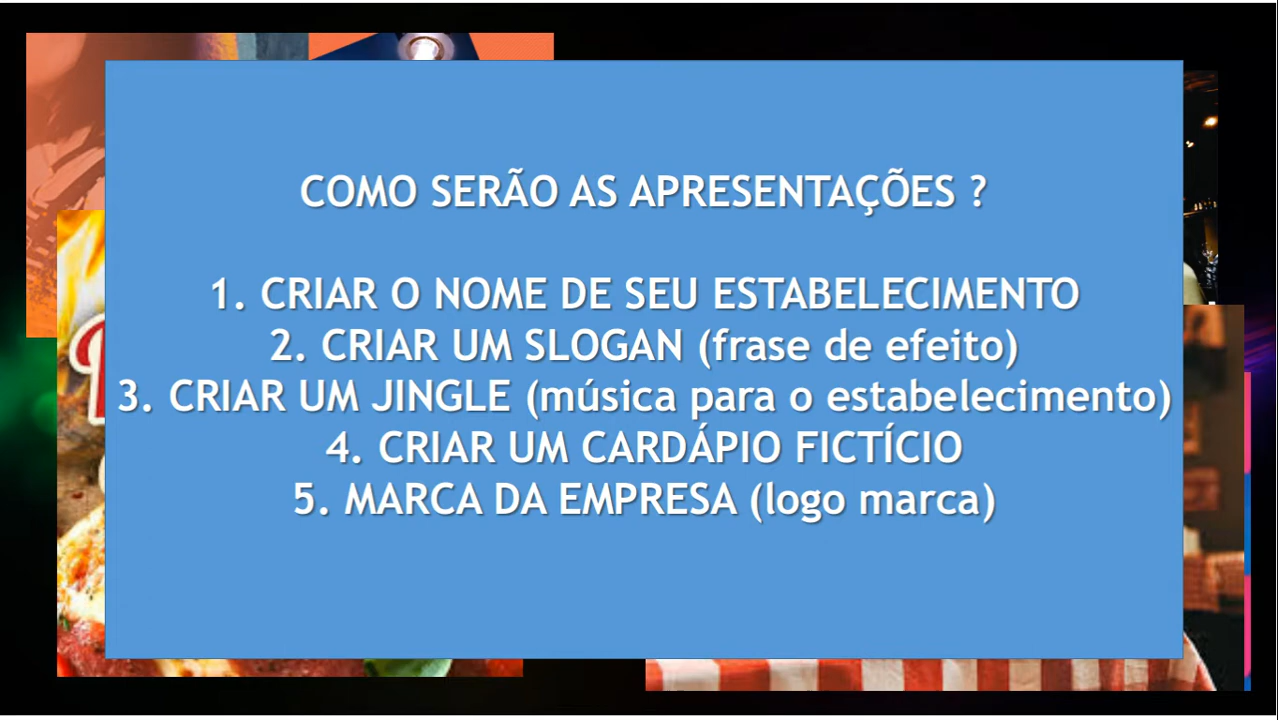 COMO SERÃO AS APRESENTAÇÕES ?
1. CRIAR O NOME DE SEU ESTABELECIMENTO
2. CRIAR UM SLOGAN (frase de efeito)
3. CRIAR UM JINGLE (música para o estabelecimento)
4. CRIAR UM CARDÁPIO FICTÍCIO
5. MARCA DA EMPRESA (logo marca)